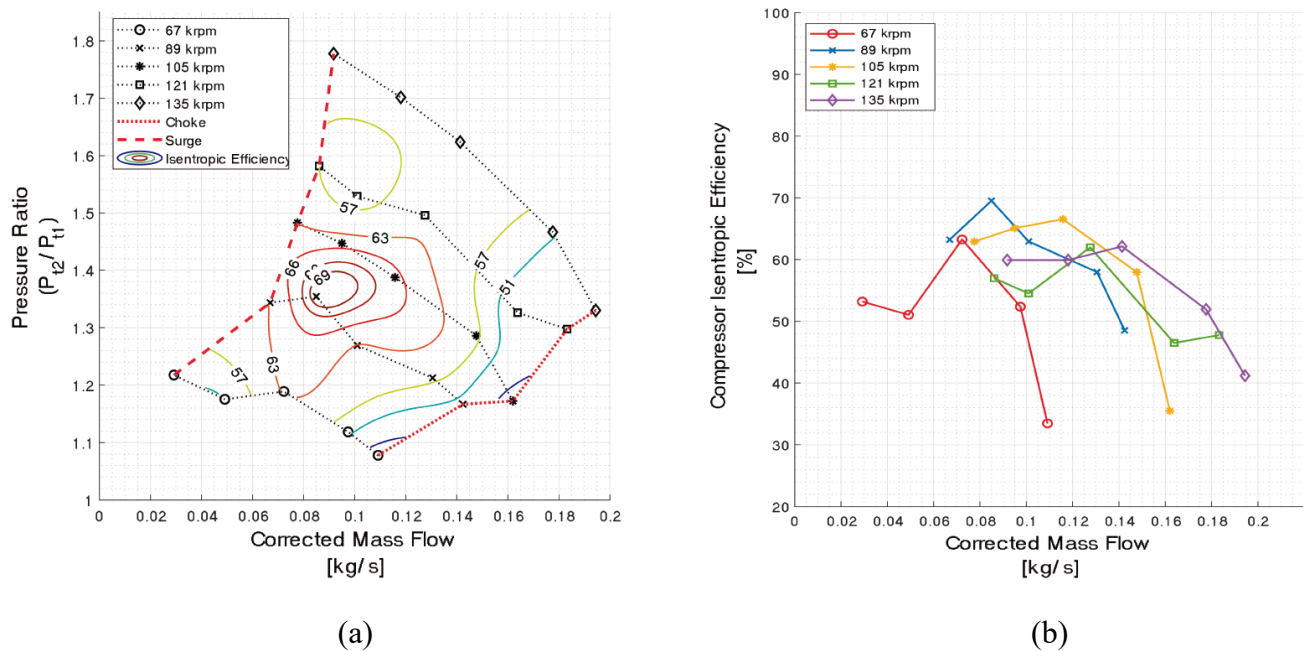 67 krpm
89 krpm
105 krpm
121 krpm
135 krpm
Choke
Surge
Isentropic Efficiency
1.8
1.7
1.6
1.5
1.4
1.3
1.2
1.1
1
Pressure Ratio
(Pt2/Pt1)
57
63
66
69
57
51
57
63
0 0.02 0.04 0.06 0.08 0.1 0.12 0.14 0.16 0.18 0.2
Corrected Mass Flow
[kg/s]
(a)
67 krpm
89 krpm
105 krpm
121 krpm
135 krpm
100
90
80
70
60
50
40
30
20
Compressor Isentropic Efficiency
[%]
0 0.02 0.04 0.06 0.08 0.1 0.12 0.14 0.16 0.18 0.2
Corrected Mass Flow
[kg/s]
(b)